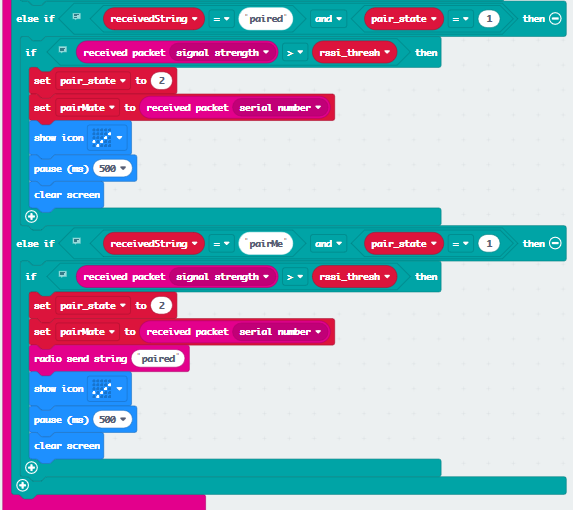 else if receivedString = "paired" and pair_state = 1 then
if received packet signal strength > rssi_thresh then
set pair_state to 2
set pairMate to received packet serial number
show icon
pause (ms) 500
clear screen
else if receivedString = "pairMe" and pair_state = 1 then
if received packet signal strength > rssi_thresh then
set pair_state to 2
set pairMate to received packet serial number
radio send string "paired"
show icon
pause (ms) 500
clear screen